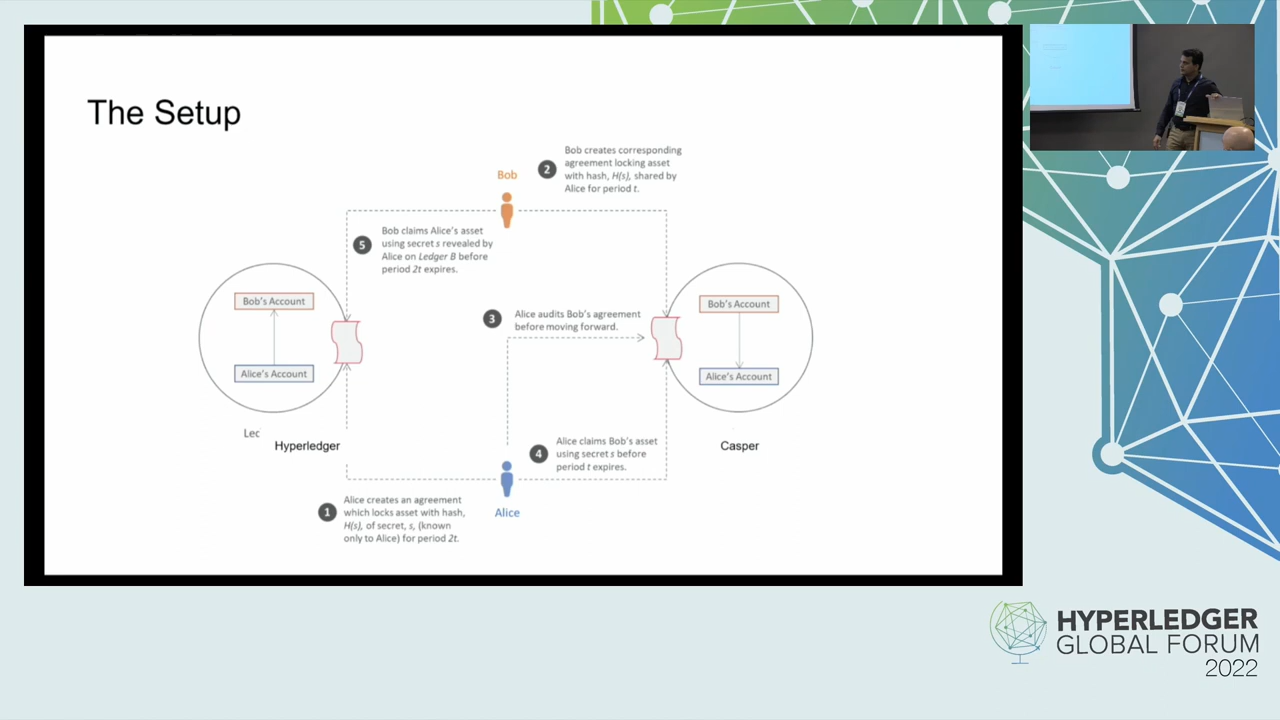 The Setup
Bob
2
Bob creates corresponding
agreement locking asset
with hash, H(s), shared by
Alice for period t.
5
Bob claims Alice's asset
using secret s revealed by
Alice on Ledger B before
period 2t expires.
Bob's Account
Alice's Account
3
Alice audits Bob's agreement
before moving forward.
Bob's Account
Alice's Account
Lec
Hyperledger
Casper
4
Alice claims Bob's asset
using secret s before
period t expires.
1
Alice creates an agreement
which locks asset with hash,
H(s), of secret, s, (known
only to Alice) for period 2t.
Alice
HYPERLEDGER
GLOBAL FORUM
2022